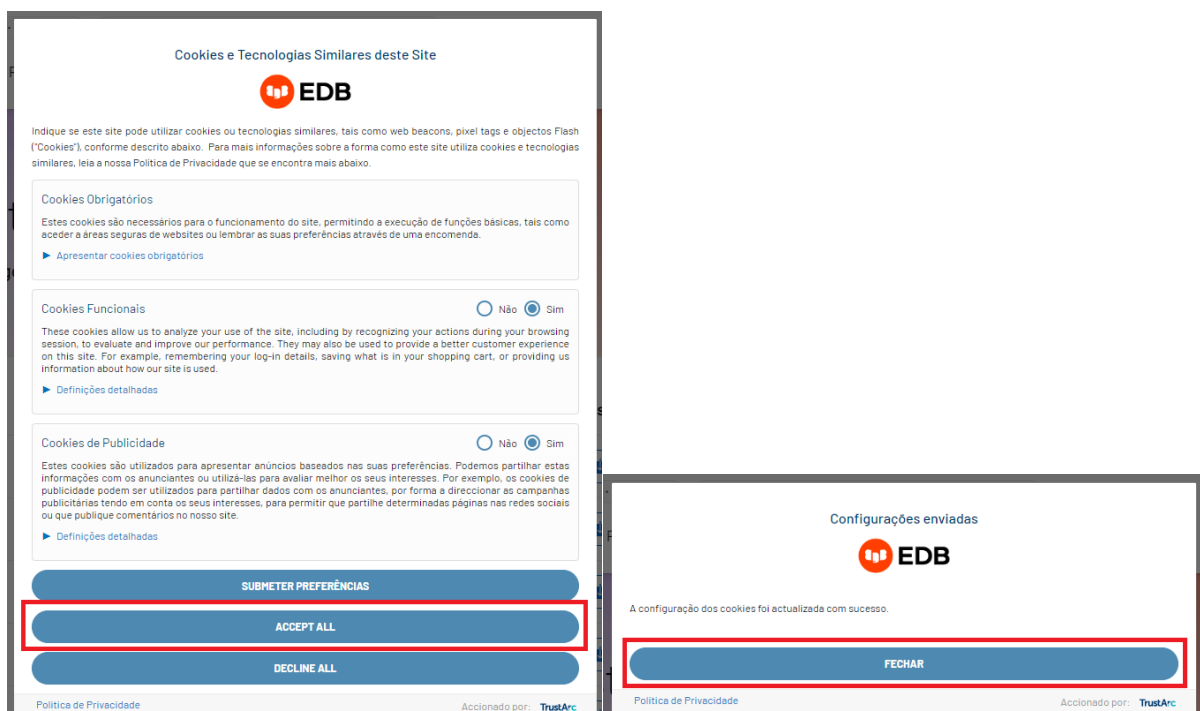 Cookies e Tecnologias Similares deste Site
EDB
Indique se este site pode utilizar cookies ou tecnologias similares, tais como web beacons, pixel tags e objectos Flash
("Cookies"), conforme descrito abaixo. Para mais informações sobre a forma como este site utiliza cookies e tecnologias
similares, leia a nossa Política de Privacidade que se encontra mais abaixo.
Cookies Obrigatórios
Estes cookies são necessários para o funcionamento do site, permitindo a execução de funções básicas, tais como
aceder a áreas seguras de websites ou lembrar as suas preferências através de uma encomenda.
Apresentar cookies obrigatórios
Cookies Funcionais
Não Sim
These cookies allow us to analyze your use of the site, including by recognizing your actions during your browsing
session, to evaluate and improve our performance. They may also be used to provide a better customer experience
on this site. For example, remembering your log-in details, saving what is in your shopping cart, or providing us
information about how our site is used.
Definições detalhadas
Cookies de Publicidade
Não Sim
Estes cookies são utilizados para apresentar anúncios baseados nas suas preferências. Podemos partilhar estas
informações com os anunciantes ou utilizá-las para avaliar melhor os seus interesses. Por exemplo, os cookies de
publicidade podem ser utilizados para partilhar dados com os anunciantes, por forma a direccionar as campanhas
publicitárias tendo em conta os seus interesses, para permitir que partilhe determinadas páginas nas redes sociais
ou que publique comentários no nosso site.
Definições detalhadas
SUBMETER PREFERÊNCIAS
ACCEPT ALL
DECLINE ALL
Política de Privacidade
Accionado por: TrustArc
Configurações enviadas
EDB
A configuração dos cookies foi actualizada com sucesso.
FECHAR
Política de Privacidade
Accionado por: TrustArc